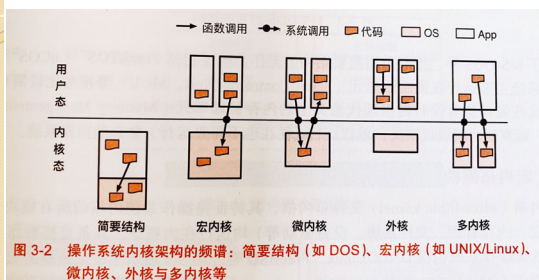 函数调用 系统调用 代码 OS App
用户态
内核态
简要结构 宏内核 微内核 外核 多内核
图 3-2 操作系统内核架构的频谱：简要结构（如 DOS）、宏内核（如 UNIX/Linux）、
微内核、外核与多内核等